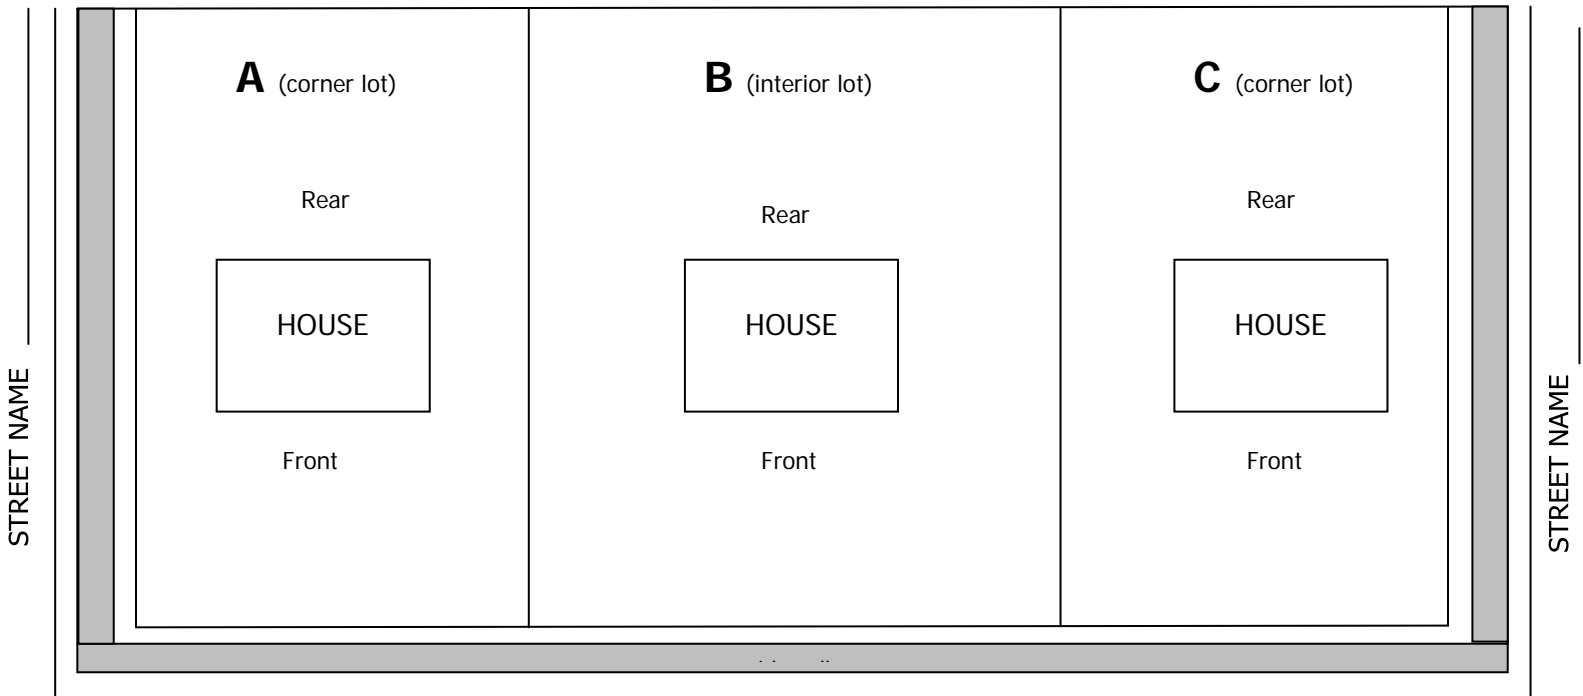 A (corner lot)
B (interior lot)
C (corner lot)
Rear
Rear
Rear
HOUSE
HOUSE
HOUSE
Front
Front
Front
STREET NAME
STREET NAME